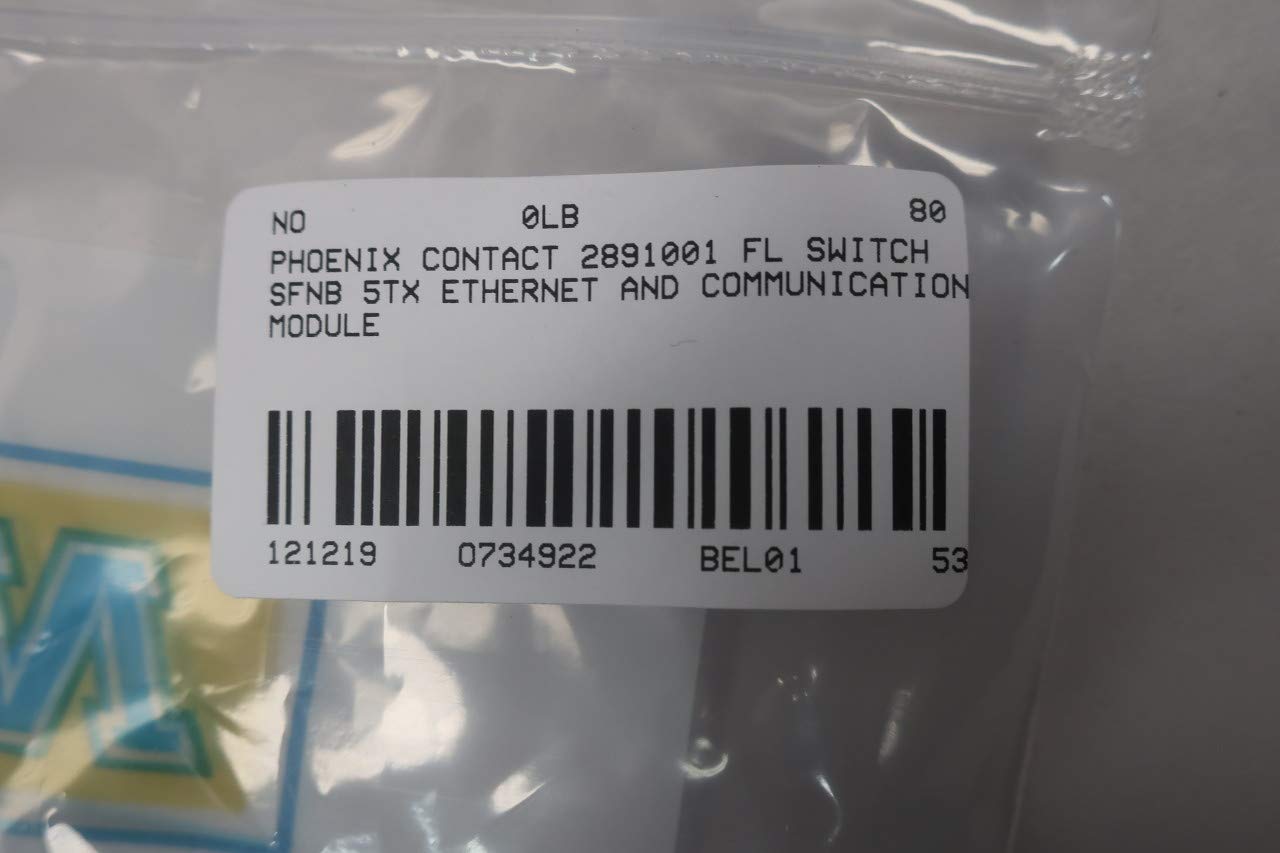 NO 0LB 80
PHOENIX CONTACT 2891001 FL SWITCH
SFNB 5TX ETHERNET AND COMMUNICATION
MODULE
121219 0734922 BEL01 53